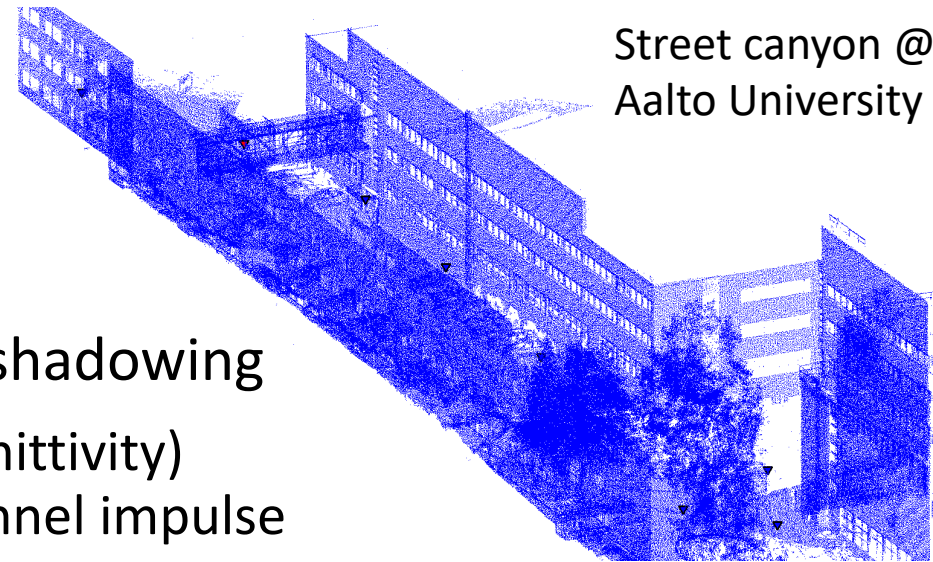 Street canyon @
Aalto University
shadowing
nittivity)
nnel impulse